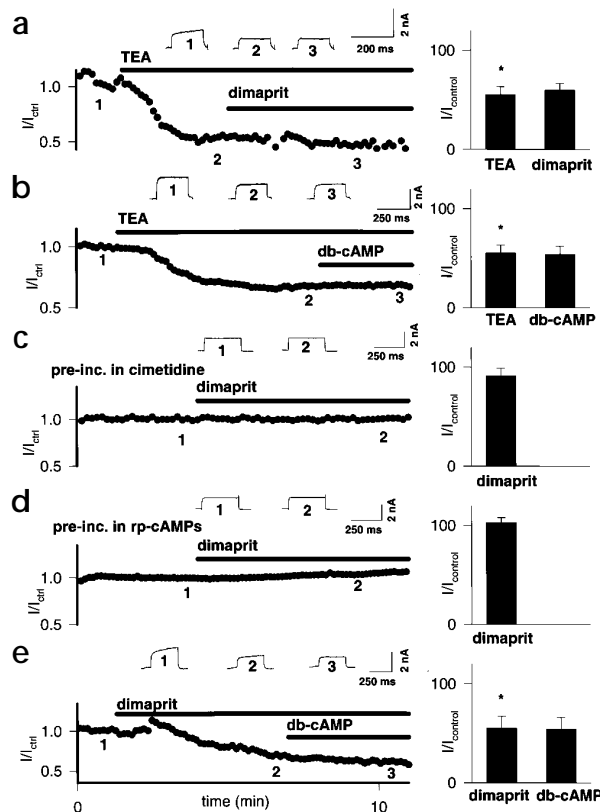 a
1
2
3
200 ms
2 nA
TEA
dimaprit
1.0
0.5
I/Ictrl
1
2
3
100
0
I/Icontrol
*
TEA dimaprit
b
1
2
3
250 ms
2 nA
TEA
db-cAMP
1.0
0.5
I/Ictrl
1
2
3
100
0
I/Icontrol
*
TEA db-cAMP
c
1
2
250 ms
2 nA
pre-inc. in cimetidine
dimaprit
1.0
0.5
I/Ictrl
1
2
100
0
I/Icontrol
dimaprit
d
1
2
250 ms
2 nA
pre-inc. in rp-cAMPs
dimaprit
1.0
0.5
I/Ictrl
1
2
100
0
I/Icontrol
dimaprit
e
1
2
3
250 ms
2 nA
dimaprit
db-cAMP
1.0
0.5
I/Ictrl
1
2
3
0
time (min)
10
100
0
I/Icontrol
*
dimaprit db-cAMP